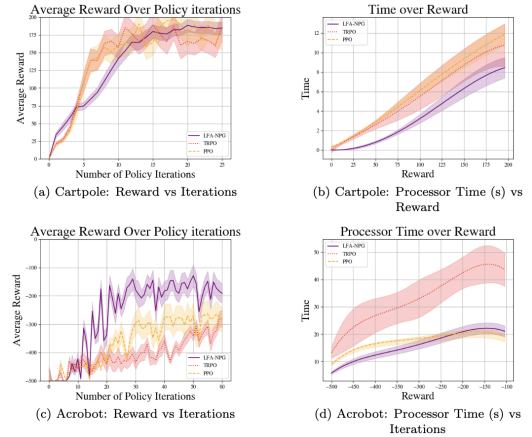 Average Reward Over Policy iterations
Average Reward
200
175
150
125
100
75
50
25
0
0 5 10 15 20 25
Number of Policy Iterations
LFA-NPG
TRPO
PPO
(a) Cartpole: Reward vs Iterations
Time over Reward
LFA-NPG
TRPO
PPO
Time
12
10
8
6
4
2
0
0 25 50 75 100 125 150 175 200
Reward
(b) Cartpole: Processor Time (s) vs
Reward
Average Reward Over Policy iterations
Average Reward
0
−100
−200
−300
−400
−500
0 10 20 30 40 50 60
Number of Policy Iterations
LFA-NPG
TRPO
PPO
(c) Acrobot: Reward vs Iterations
Processor Time over Reward
LFA-NPG
TRPO
PPO
Time
50
40
30
20
10
−500 −450 −400 −350 −300 −250 −200 −150 −100
Reward
(d) Acrobot: Processor Time (s) vs
Iterations